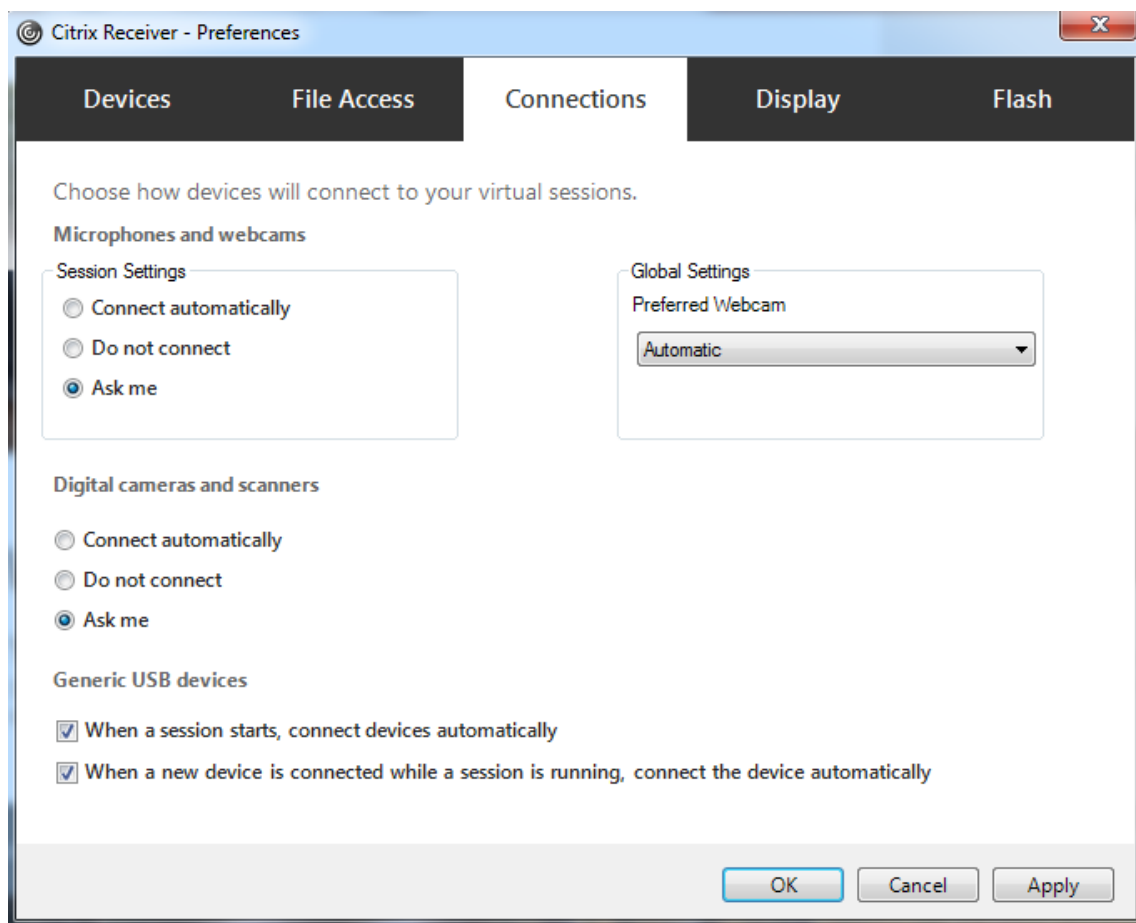 Citrix Receiver - Preferences
Devices File Access Connections Display Flash
Choose how devices will connect to your virtual sessions.
Microphones and webcams
Session Settings
Connect automatically
Do not connect
Ask me
Global Settings
Preferred Webcam
Automatic
Digital cameras and scanners
Connect automatically
Do not connect
Ask me
Generic USB devices
When a session starts, connect devices automatically
When a new device is connected while a session is running, connect the device automatically
OK Cancel Apply